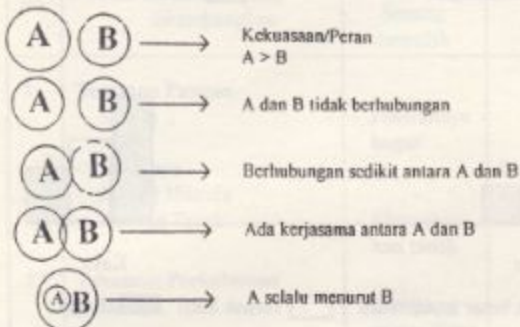 A B Kekuasaan/Peran
A > B
A B A dan B tidak berhubungan
A B Berhubungan sedikit antara A dan B
A B Ada kerjasama antara A dan B
A B A selalu menurut B